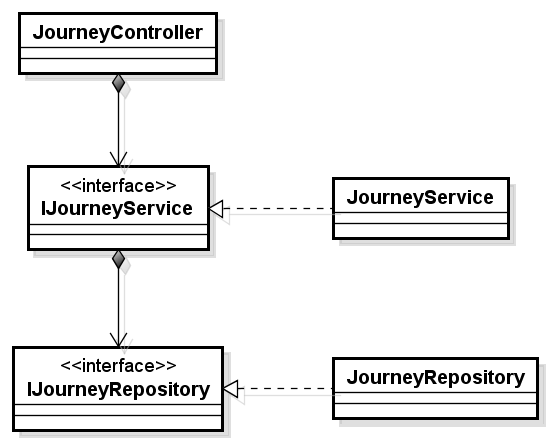 JourneyController
<<interface>>
IJourneyService
JourneyService
<<interface>>
IJourneyRepository
JourneyRepository